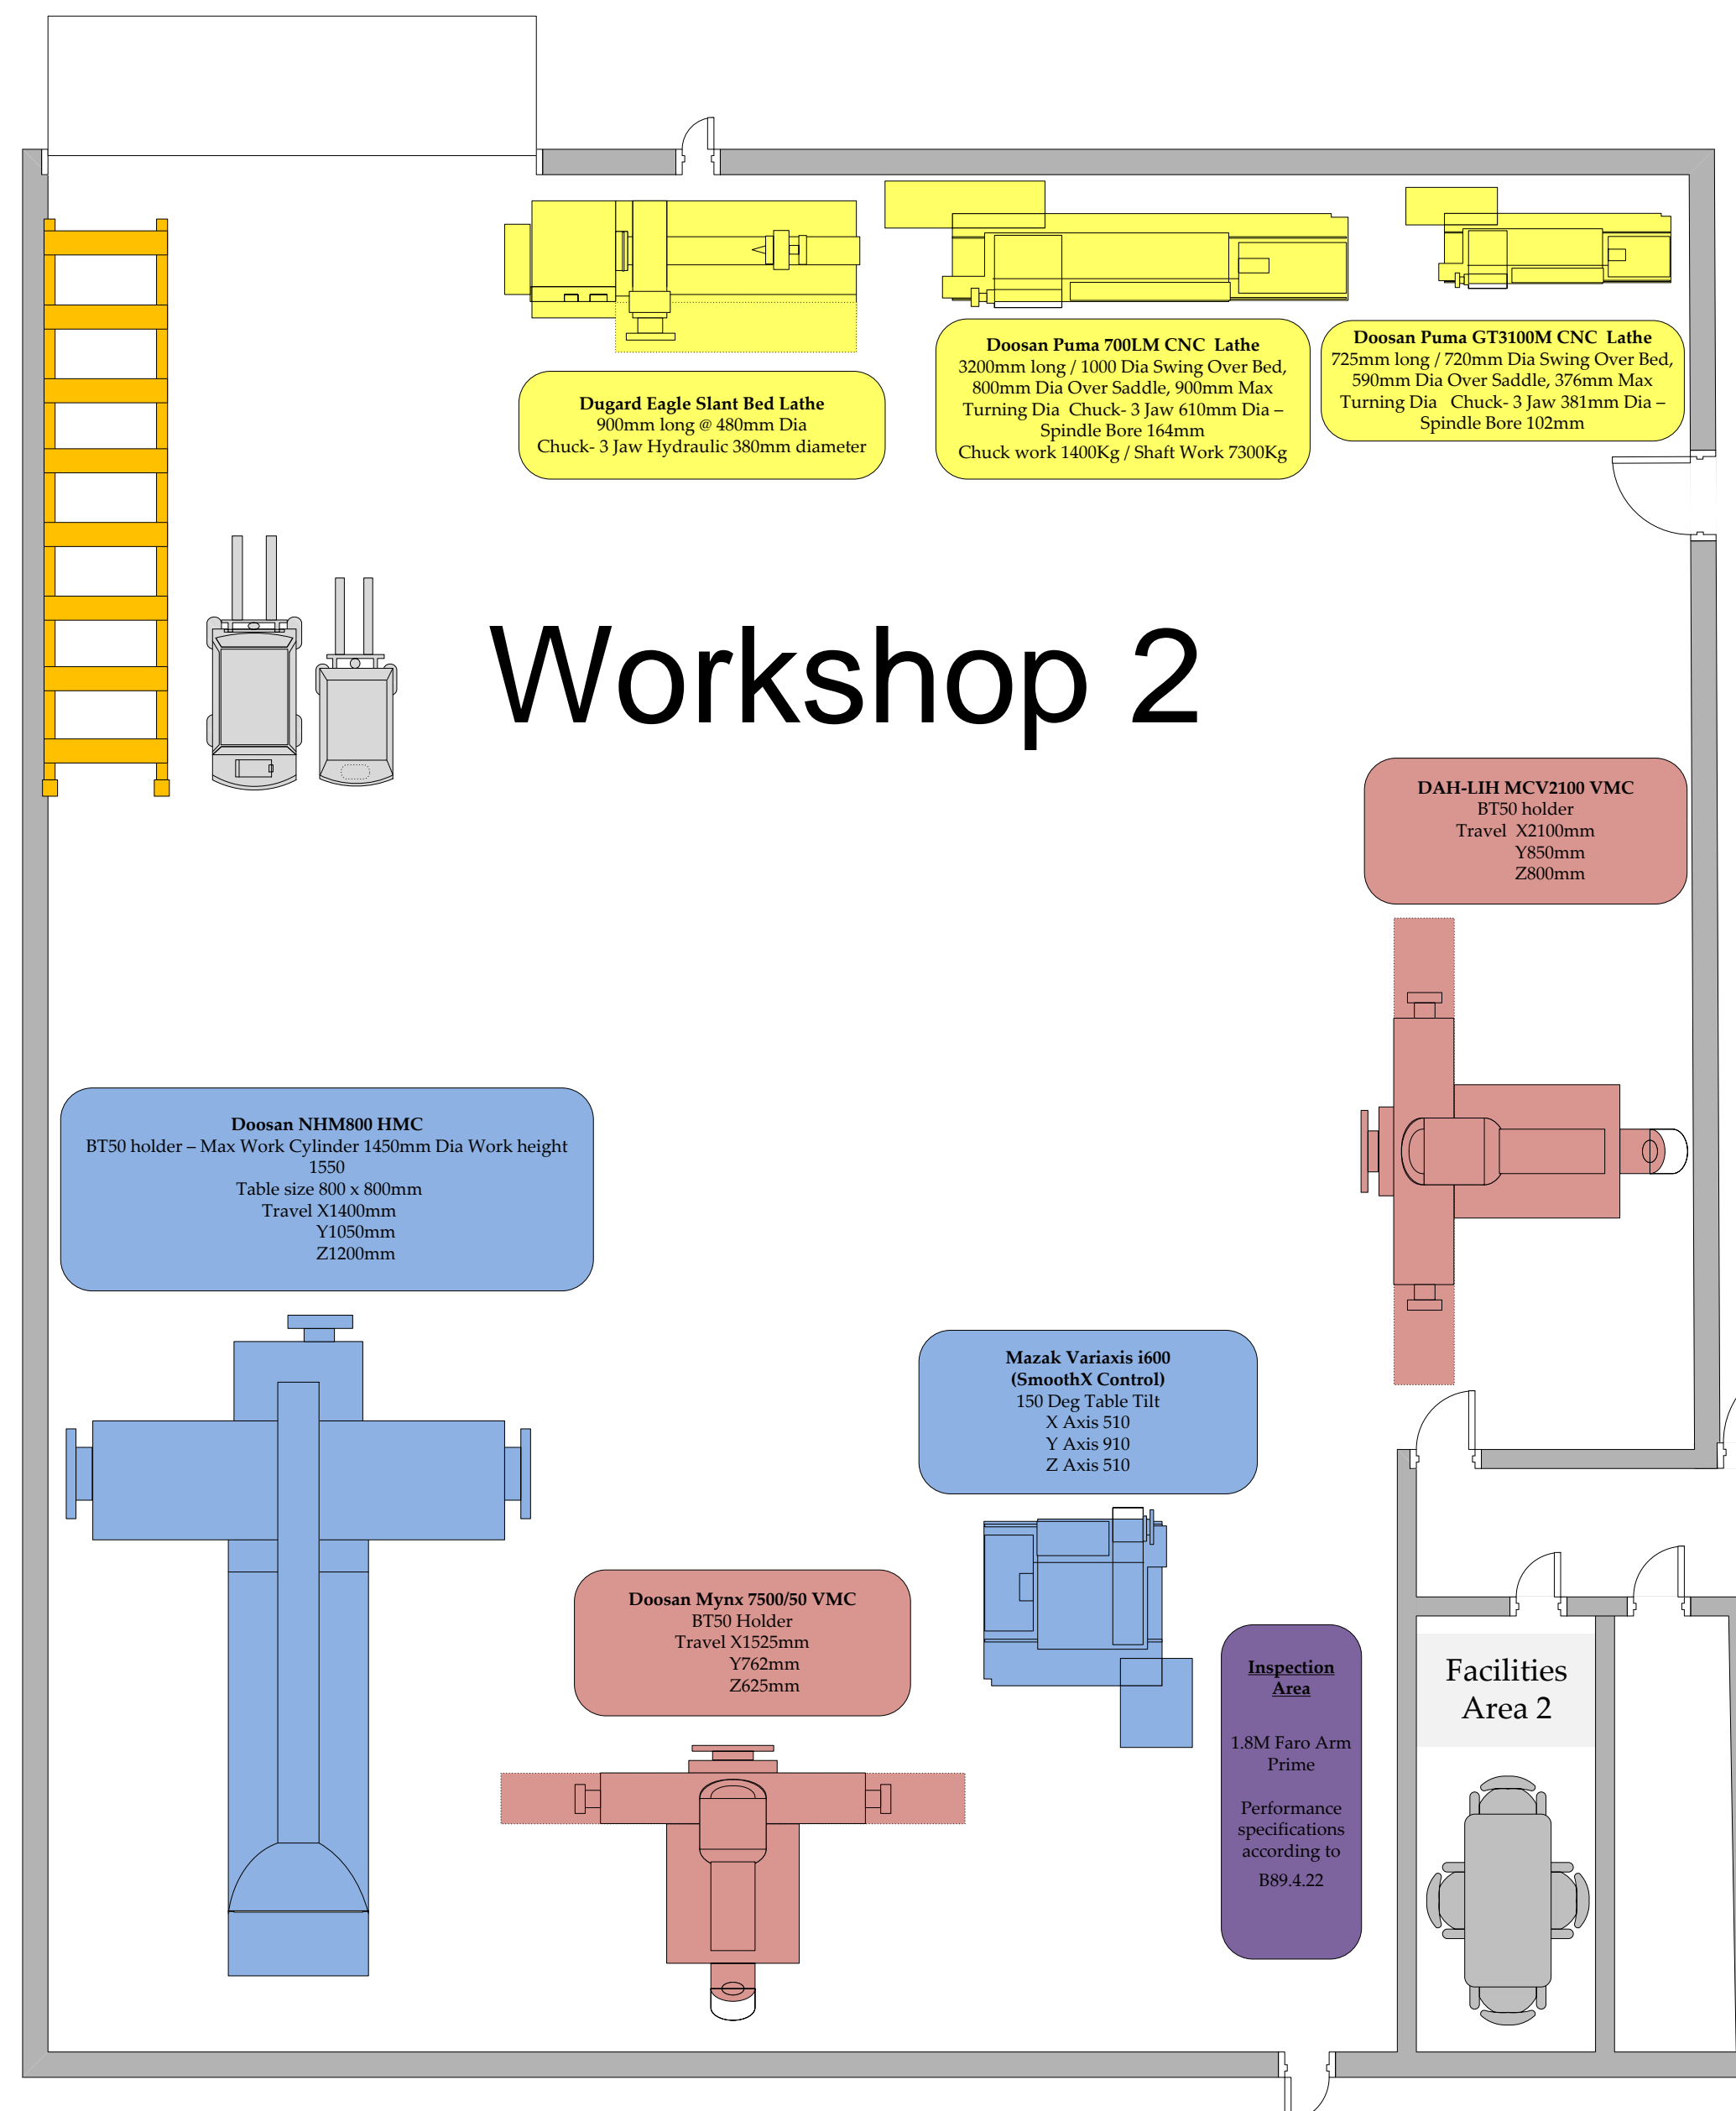 Dugard Eagle Slant Bed Lathe
900mm long @ 480mm Dia
Chuck- 3 Jaw Hydraulic 380mm diameter
Doosan Puma 700LM CNC  Lathe
3200mm long / 1000 Dia Swing Over Bed,
800mm Dia Over Saddle, 900mm Max
Turning Dia  Chuck- 3 Jaw 610mm Dia –
Spindle Bore 164mm
Chuck work 1400Kg / Shaft Work 7300Kg
Doosan Puma GT3100M CNC  Lathe
725mm long / 720mm Dia Swing Over Bed,
590mm Dia Over Saddle, 376mm Max
Turning Dia   Chuck- 3 Jaw 381mm Dia –
Spindle Bore 102mm
Workshop 2
DAH-LIH MCV2100 VMC
BT50 holder
Travel  X2100mm
Y850mm
Z800mm
Doosan NHM800 HMC
BT50 holder – Max Work Cylinder 1450mm Dia Work height
1550
Table size 800 x 800mm
Travel X1400mm
Y1050mm
Z1200mm
Mazak Variaxis i600
(SmoothX Control)
150 Deg Table Tilt
X Axis 510
Y Axis 910
Z Axis 510
Doosan Mynx 7500/50 VMC
BT50 Holder
Travel X1525mm
Y762mm
Z625mm
Inspection
Area
1.8M Faro Arm
Prime
Performance
specifications
according to
B89.4.22
Facilities
Area 2